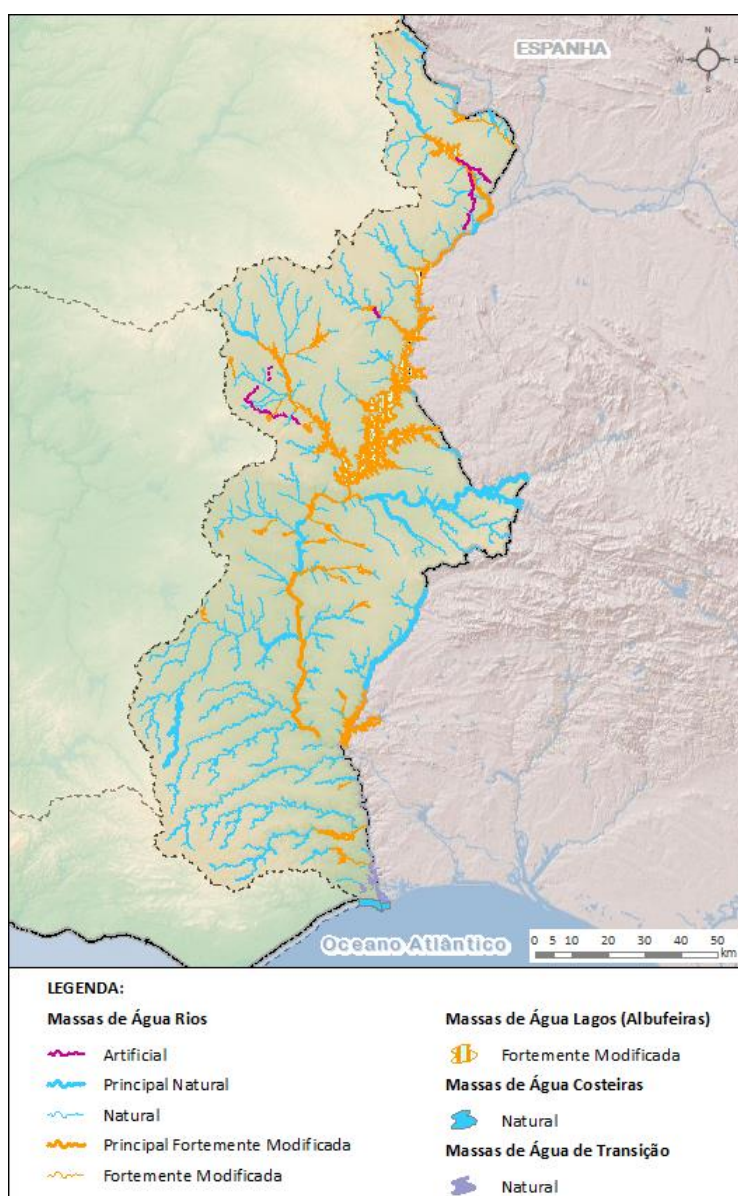 ESPANHA
N
W
E
S
Oceano Atlântico
0 5 10 20 30 40 50
km
LEGENDA:
Massas de Água Rios
Artificial
Principal Natural
Natural
Principal Fortemente Modificada
Fortemente Modificada
Massas de Água Lagos (Albufeiras)
Fortemente Modificada
Massas de Água Costeiras
Natural
Massas de Água de Transição
Natural